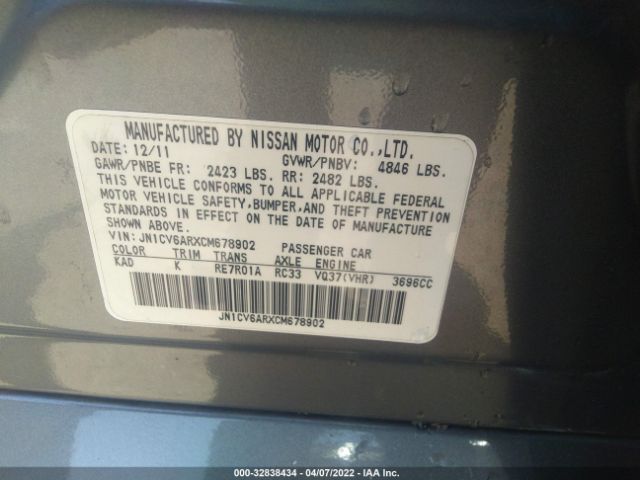 MANUFACTURED BY NISSAN MOTOR CO.,LTD.
DATE: 12/11 GVWR/PNBV: 4846 LBS.
GAWR/PNBE FR: 2423 LBS. RR: 2482 LBS.
THIS VEHICLE CONFORMS TO ALL APPLICABLE FEDERAL
MOTOR VEHICLE SAFETY, BUMPER, AND THEFT PREVENTION
STANDARDS IN EFFECT ON THE DATE OF MANUFACTURE
SHOWN ABOVE.
VIN: JN1CV6ARXCM678902 PASSENGER CAR
COLOR TRIM TRANS AXLE ENGINE
KAD K RE7R01A RC33 VQ37(VHR) 3696CC
JN1CV6ARXCM678902
000-32838434 - 04/07/2022 - IAA Inc.